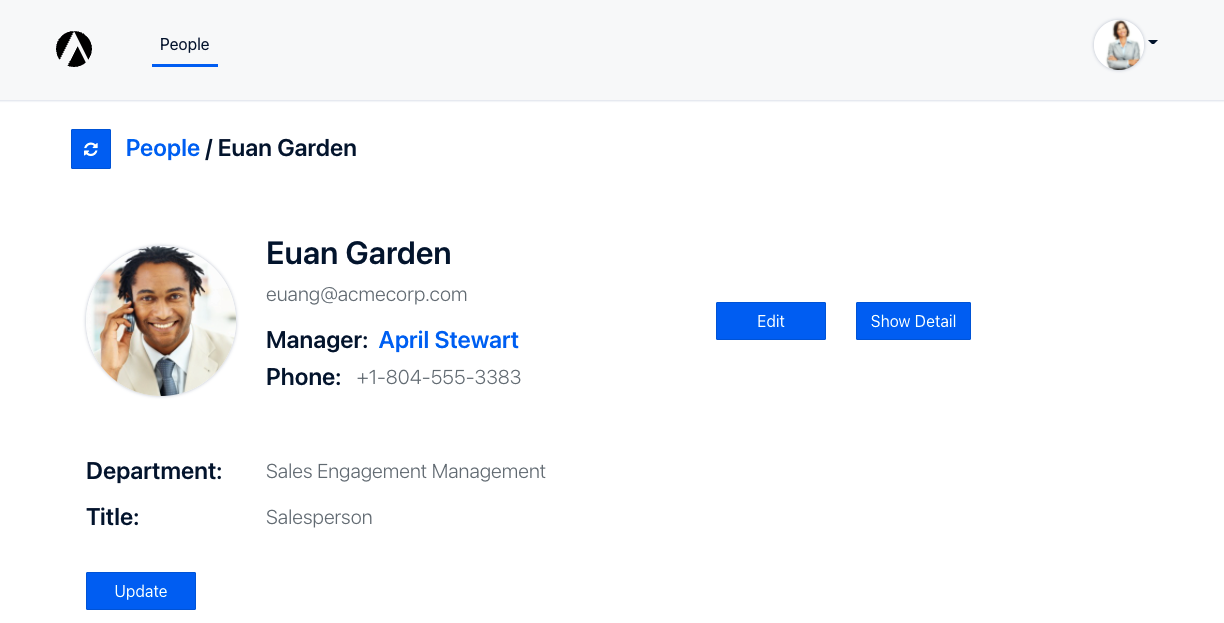 People
People / Euan Garden
Euan Garden
euang@acmecorp.com
Manager: April Stewart
Phone: +1-804-555-3383
Edit
Show Detail
Department: Sales Engagement Management
Title: Salesperson
Update